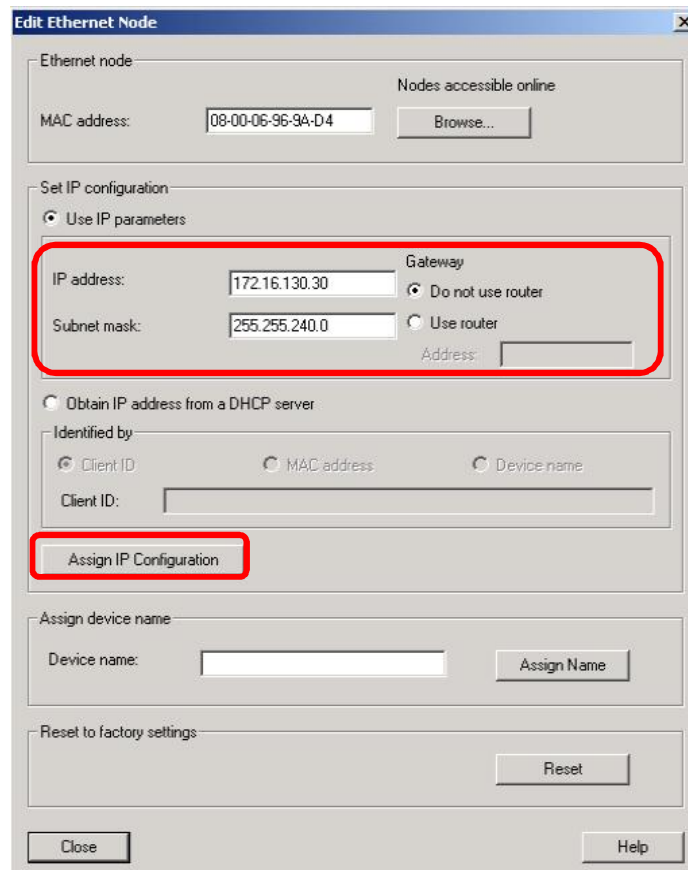 Edit Ethernet Node
Ethernet node
Nodes accessible online
MAC address: 08-00-06-96-9A-D4 Browse...
Set IP configuration
Use IP parameters
Gateway
IP address: 172.16.130.30 Do not use router
Subnet mask: 255.255.240.0 Use router
Address:
Obtain IP address from a DHCP server
Identified by
Client ID MAC address Device name
Client ID:
Assign IP Configuration
Assign device name
Device name: Assign Name
Reset to factory settings
Reset
Close Help